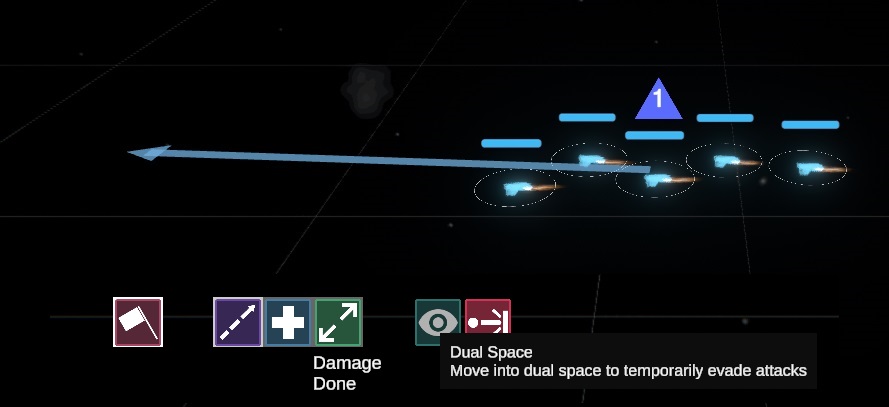 1
Damage
Done
Dual Space
Move into dual space to temporarily evade attacks